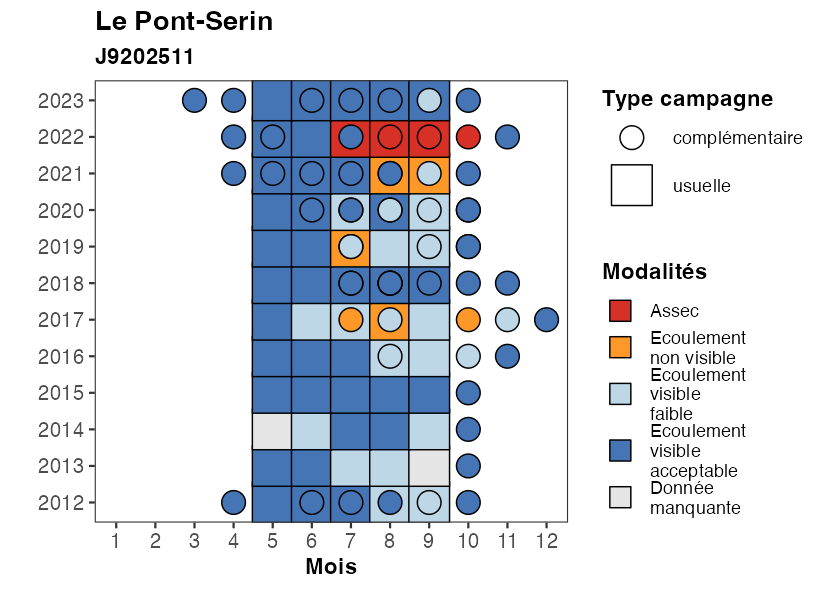 Le Pont-Serin
J9202511
2023
2022
2021
2020
2019
2018
2017
2016
2015
2014
2013
2012
1 2 3 4 5 6 7 8 9 10 11 12
Mois
Type campagne
complémentaire
usuelle
Modalités
Assec
Ecoulement
non visible
Ecoulement
visible
faible
Ecoulement
visible
acceptable
Donnée
manquante